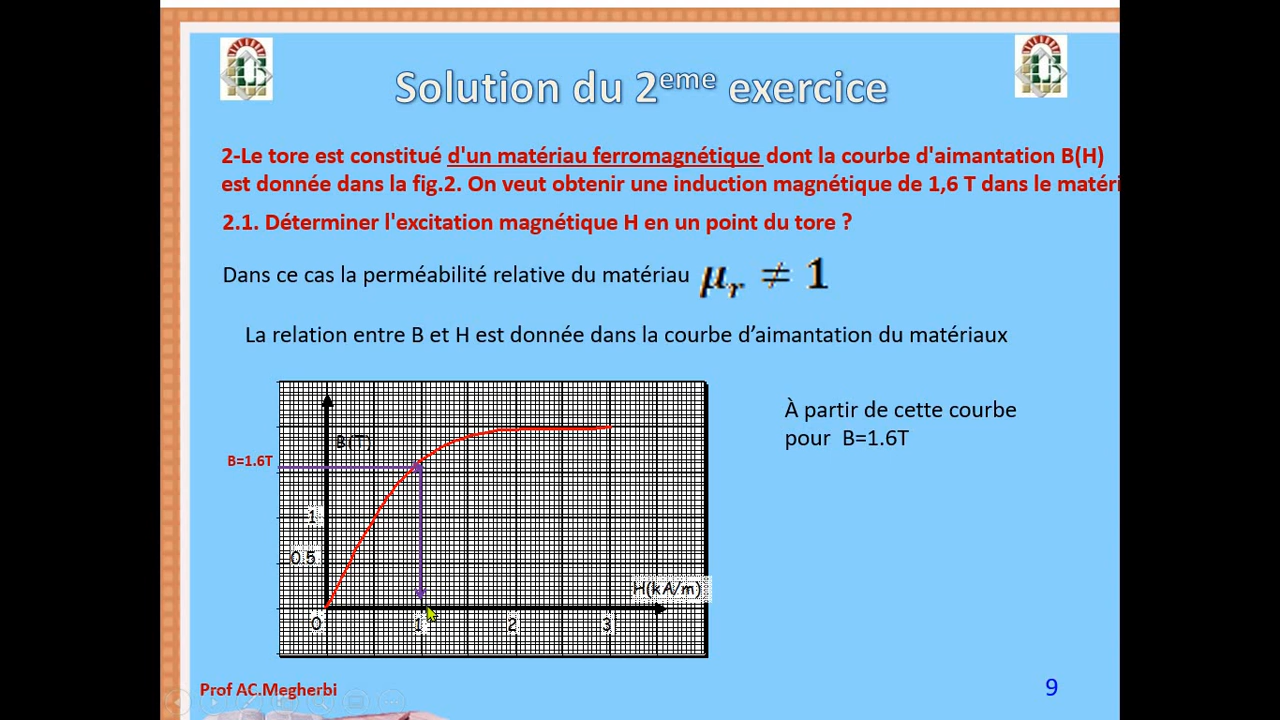 Solution du 2eme exercice
2-Le tore est constitué d'un matériau ferromagnétique dont la courbe d'aimantation B(H)
est donnée dans la fig.2. On veut obtenir une induction magnétique de 1,6 T dans le matéri
2.1. Déterminer l'excitation magnétique H en un point du tore ?
Dans ce cas la perméabilité relative du matériau μr ≠ 1
La relation entre B et H est donnée dans la courbe d’aimantation du matériaux
À partir de cette courbe
pour B=1.6T
B(T)
B=1.6T
1
0.5
H(kA/m)
0 1 2 3
Prof AC.Megherbi
9